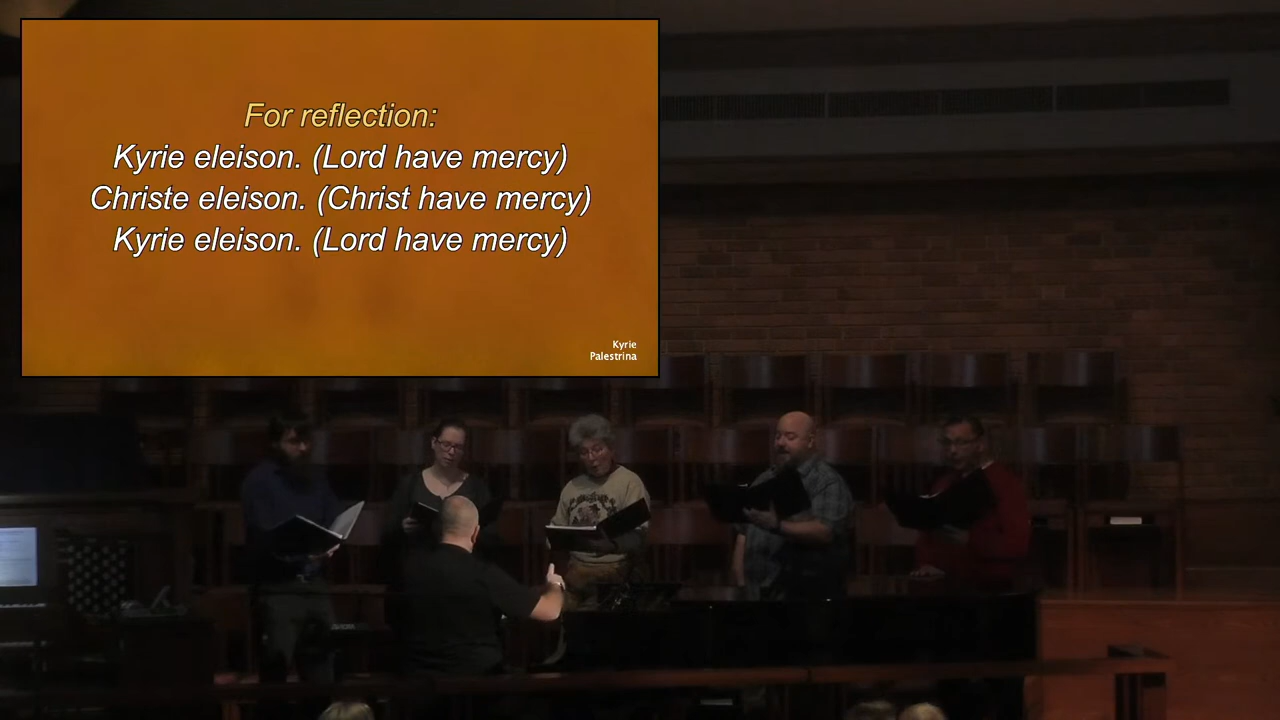 For reflection:
Kyrie eleison. (Lord have mercy)
Christe eleison. (Christ have mercy)
Kyrie eleison. (Lord have mercy)
Kyrie
Palestrina